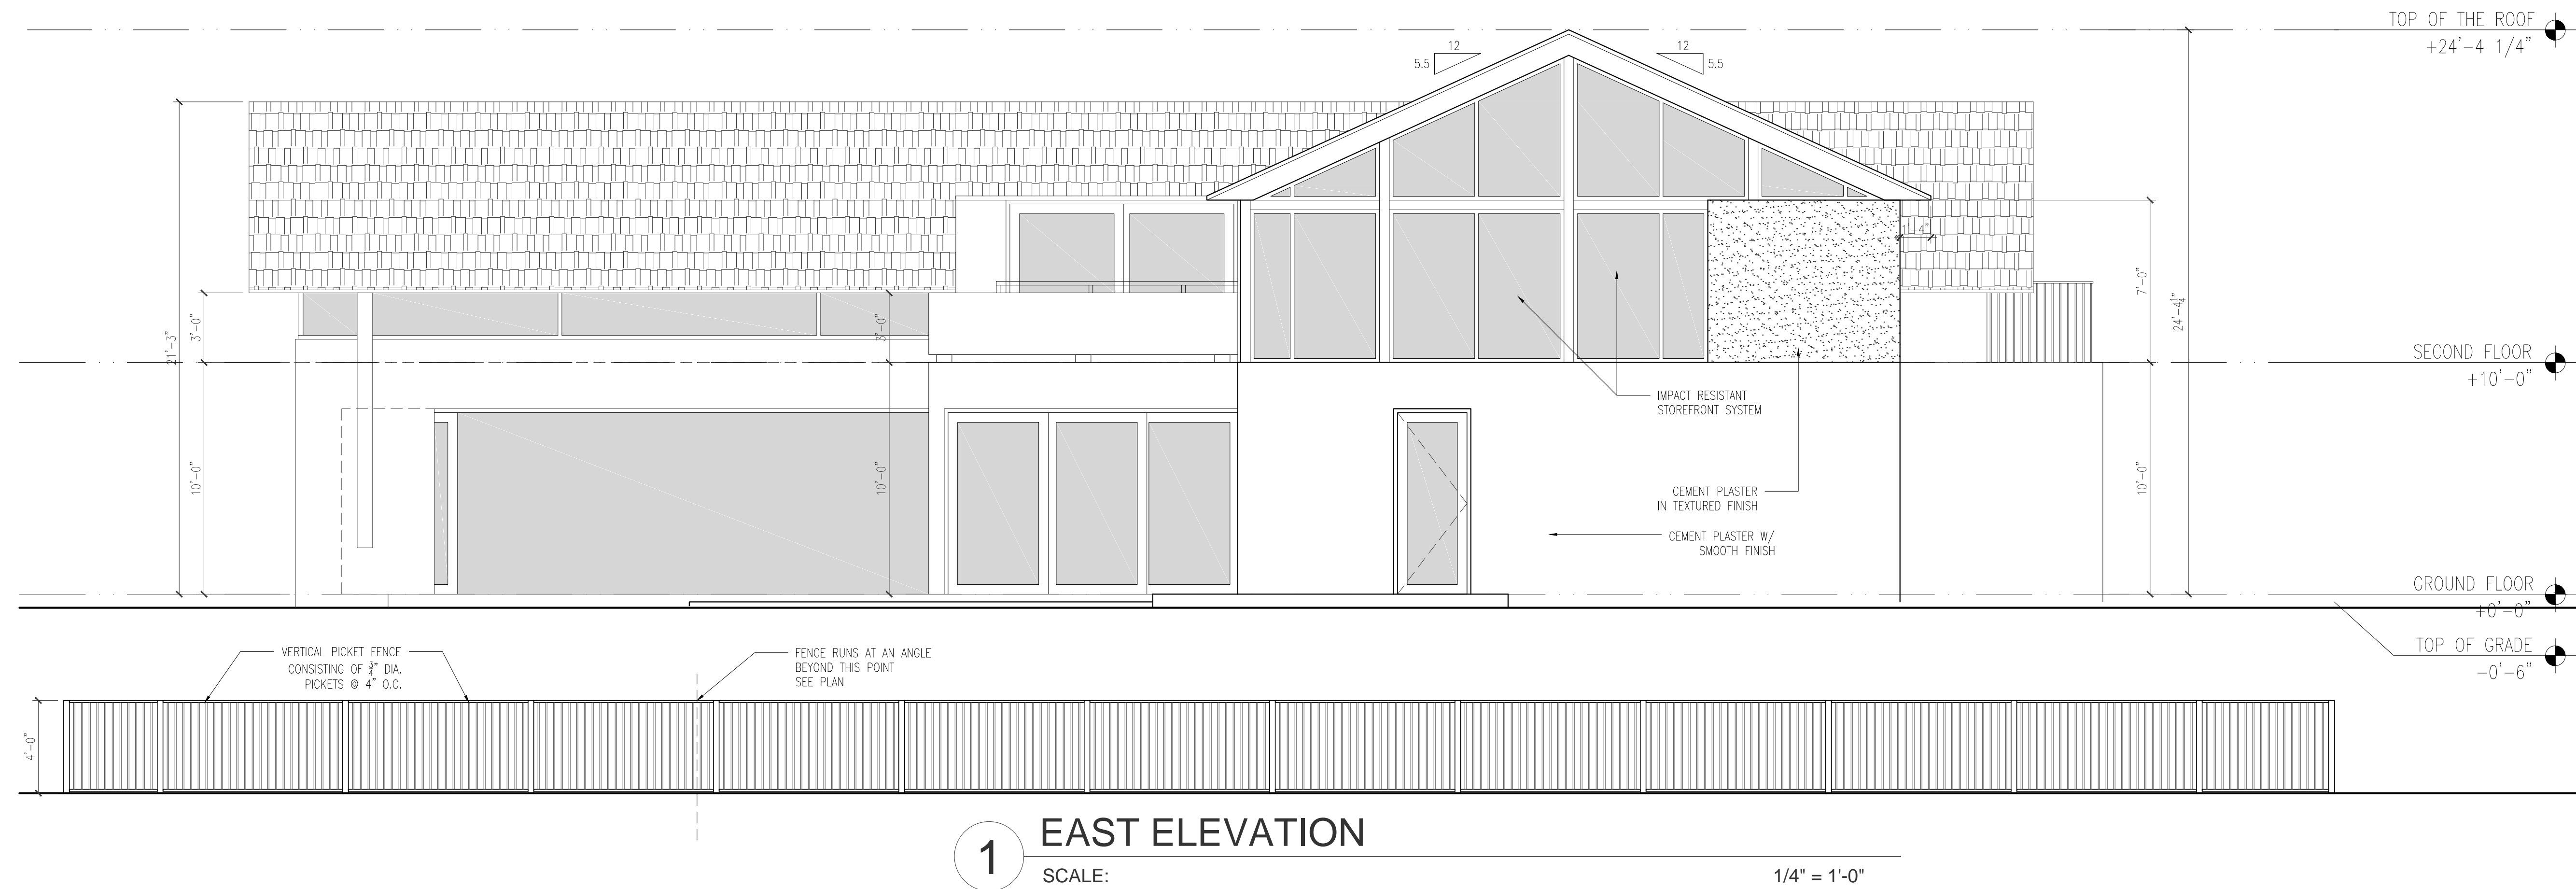 TOP OF THE ROOF
+24'-4 1/4"
12
5.5
12
5.5
1'-4"
21'-3"
3'-0"
3'-0"
7'-0"
24'-4 1/4"
SECOND FLOOR
+10'-0"
IMPACT RESISTANT
STOREFRONT SYSTEM
10'-0"
10'-0"
10'-0"
CEMENT PLASTER
IN TEXTURED FINISH
CEMENT PLASTER W/
SMOOTH FINISH
GROUND FLOOR
+0'-0"
TOP OF GRADE
-0'-6"
VERTICAL PICKET FENCE
CONSISTING OF 3/4" DIA.
PICKETS @ 4" O.C.
FENCE RUNS AT AN ANGLE
BEYOND THIS POINT
SEE PLAN
4'-0"
1
EAST ELEVATION
SCALE:
1/4" = 1'-0"